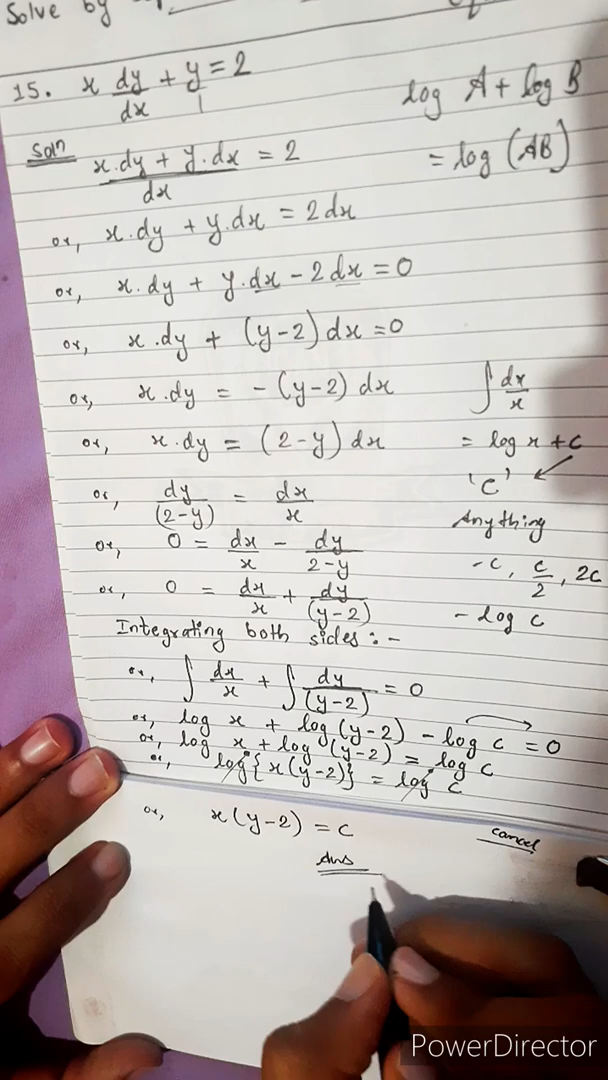 Solve by
15. x dy/dx + y = 2
Soln x.dy + y.dx / dx = 2
or, x.dy + y.dx = 2dx
or, x.dy + y.dx - 2dx = 0
or, x.dy + (y-2) dx = 0
or, x.dy = -(y-2) dx
or, x.dy = (2-y) dx
or, dy/(2-y) = dx/x
or, 0 = dx/x - dy/2-y
or, 0 = dx/x + dy/(y-2)
Integrating both sides :-
or, ∫ dx/x + ∫ dy/(y-2) = 0
or, log x + log (y-2) - log c = 0
or, log x + log (y-2) = log c
or, log {x(y-2)} = log c
or, x(y-2) = c
Ans
log A + log B
= log (AB)
∫ dx/x
= log x + c
'c'
Anything
-c, c/2, 2c
- log c
cancel
PowerDirector